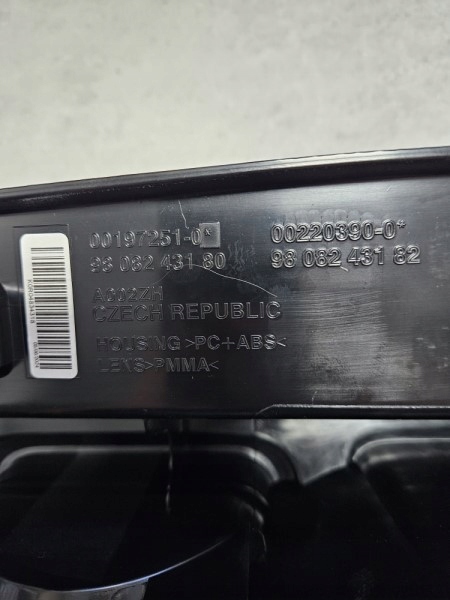 00197251-0* 00220390-0*
98 082 431 80 98 082 431 82
A302ZH
CZECH REPUBLIC
HOUSING >PC+ABS<
LENS>PMMA<